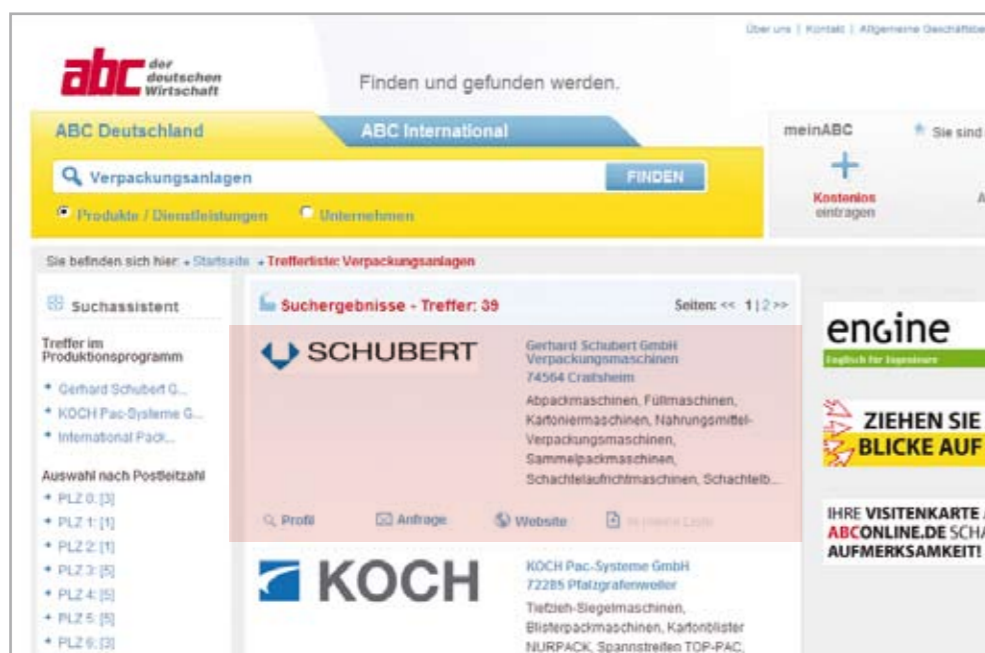 Über uns | Kontakt | Allgemeine
abc der deutschen Wirtschaft
Finden und gefunden werden.
ABC Deutschland
ABC International
meinABC
Sie sind
Verpackungsanlagen
FINDEN
Kostenlos
eintragen
Produkte / Dienstleistungen
Unternehmen
Sie befinden sich hier: Startseite Trefferliste: Verpackungsanlagen
Suchassistent
Treffer im
Produktionsprogramm
Gerhard Schubert G...
KOCH Pac-Systeme G...
International Pack...
Auswahl nach Postleitzahl
PLZ 0: [3]
PLZ 1: [1]
PLZ 2: [1]
PLZ 3: [5]
PLZ 4: [5]
PLZ 5: [5]
PLZ 6: [3]
Suchergebnisse - Treffer: 39
Seiten: << 1 | 2 >>
SCHUBERT
Gerhard Schubert GmbH
Verpackungsmaschinen
74564 Crailsheim
Abpackmaschinen, Füllmaschinen,
Kartoniermaschinen, Nahrungsmittel-
Verpackungsmaschinen,
Sammelpackmaschinen,
Schachtelaufrichtmaschinen, Schachtelb...
Profil
Anfrage
Website
in meine Liste
KOCH
KOCH Pac-Systeme GmbH
72285 Pfalzgrafenweiler
Tiefzieh-Siegelmaschinen,
Blisterpackmaschinen, Kartonblister
NURPACK, Spannstreifen TOP-PAC,
engine
Englisch für Ingenieure
ZIEHEN SIE
BLICKE AUF
IHRE VISITENKARTE
ABCONLINE.DE SCHA
AUFMERKSAMKEIT!